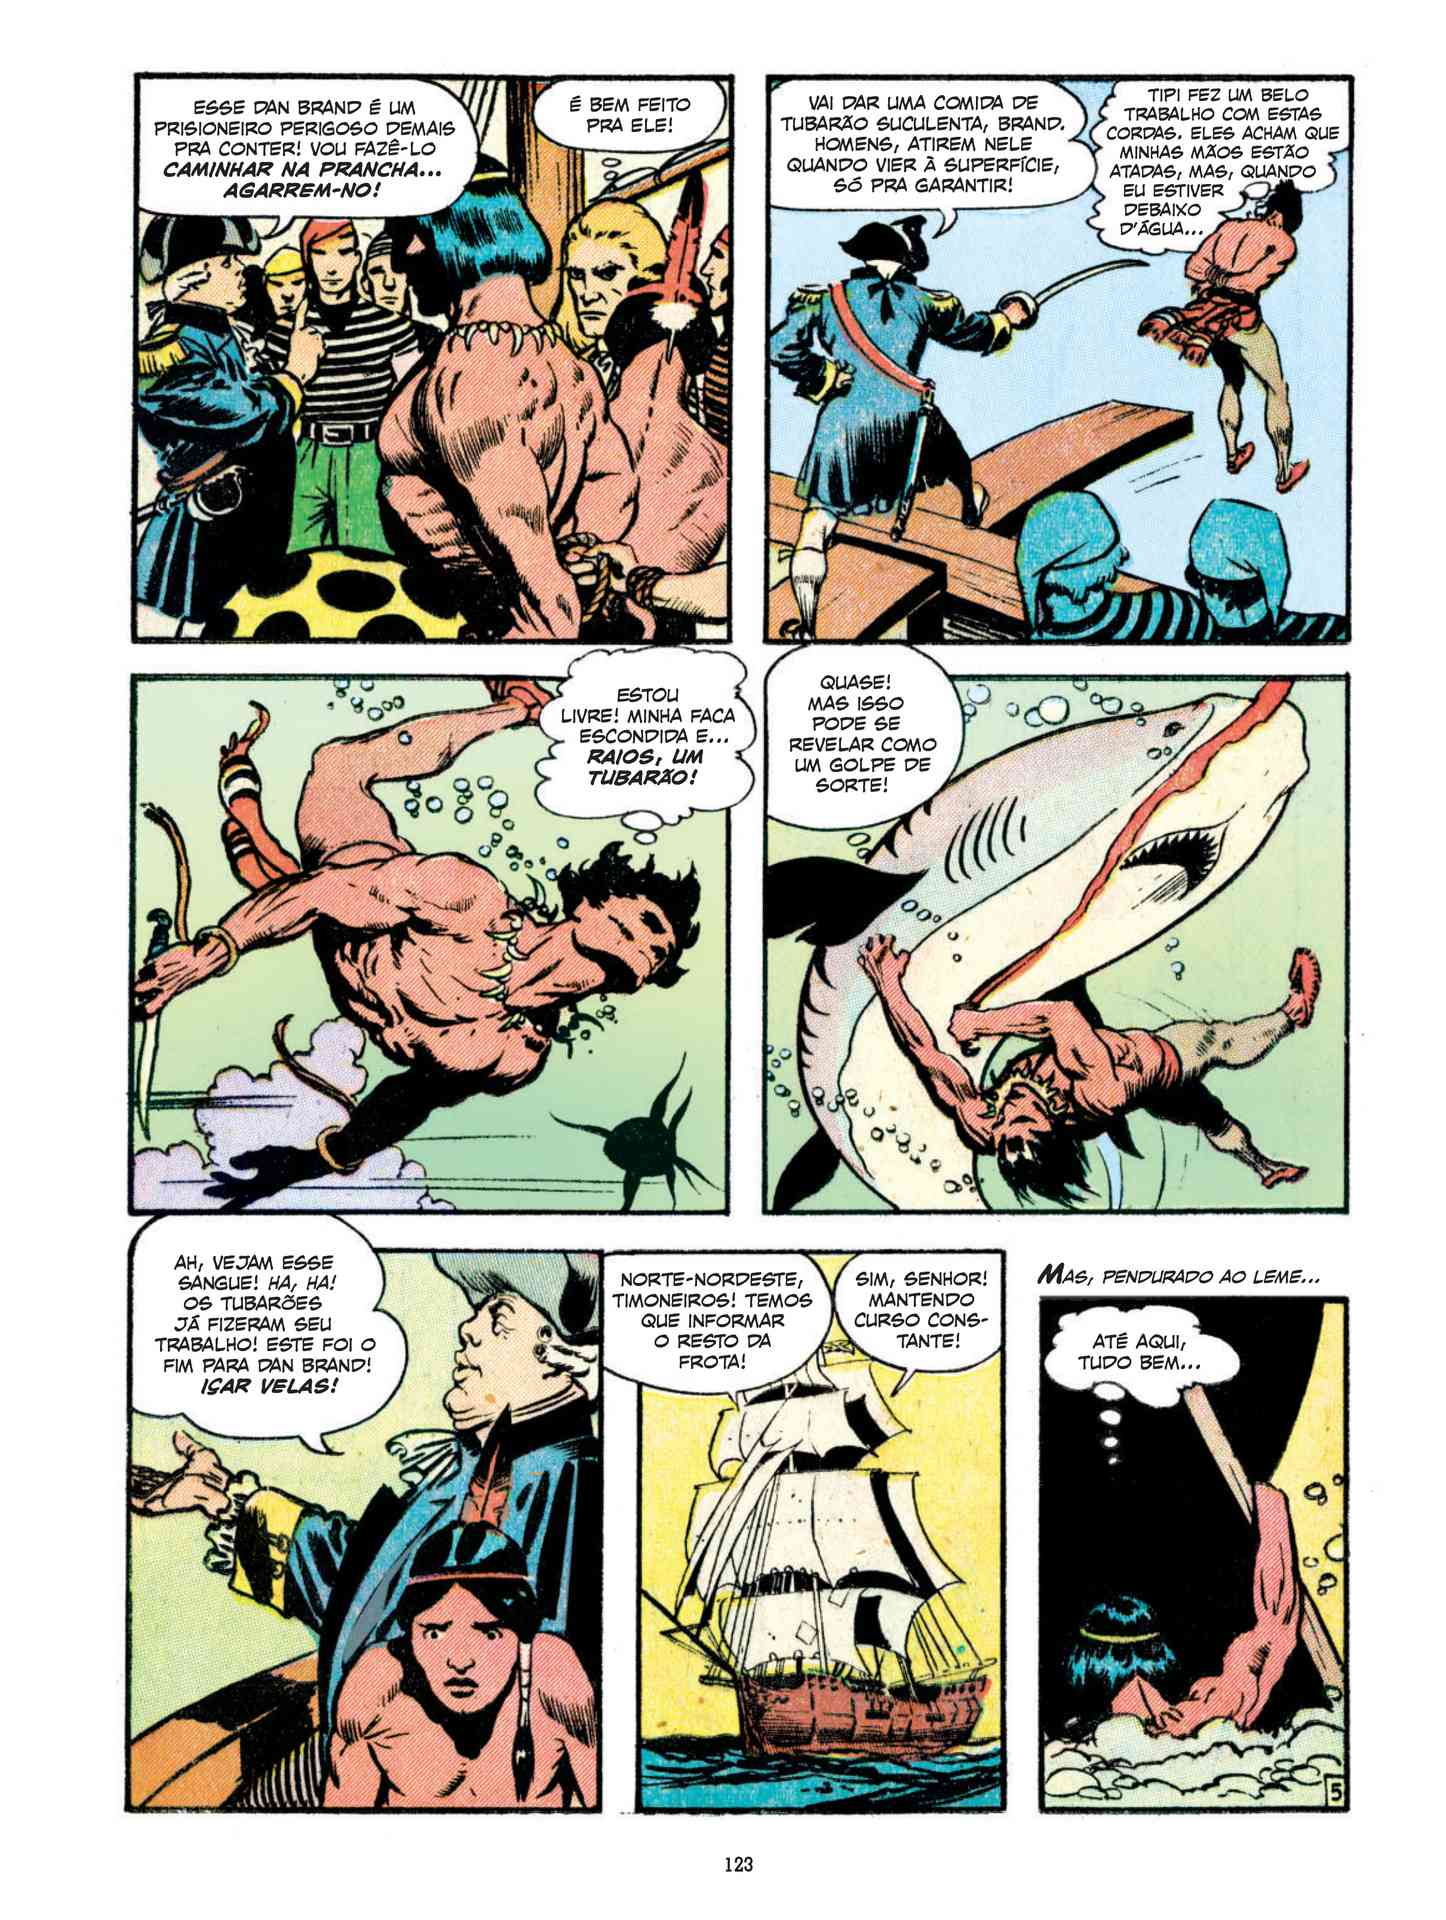 ESSE DAN BRAND É UM
PRISIONEIRO PERIGOSO DEMAIS
PRA CONTER! VOU FAZÊ-LO
CAMINHAR NA PRANCHA...
AGARREM-NO!
É BEM FEITO
PRA ELE!
VAI DAR UMA COMIDA DE
TUBARÃO SUCULENTA, BRAND.
HOMENS, ATIREM NELE
QUANDO VIER À SUPERFÍCIE,
SÓ PRA GARANTIR!
TIPI FEZ UM BELO
TRABALHO COM ESTAS
CORDAS. ELES ACHAM QUE
MINHAS MÃOS ESTÃO
ATADAS, MAS, QUANDO
EU ESTIVER
DEBAIXO
D'ÁGUA...
ESTOU
LIVRE! MINHA FACA
ESCONDIDA E...
RAIOS, UM
TUBARÃO!
QUASE!
MAS ISSO
PODE SE
REVELAR COMO
UM GOLPE DE
SORTE!
AH, VEJAM ESSE
SANGUE! HA, HA!
OS TUBARÕES
JÁ FIZERAM SEU
TRABALHO! ESTE FOI O
FIM PARA DAN BRAND!
IÇAR VELAS!
NORTE-NORDESTE,
TIMONEIROS! TEMOS
QUE INFORMAR
O RESTO DA
FROTA!
SIM, SENHOR!
MANTENDO
CURSO CONS-
TANTE!
MAS, PENDURADO AO LEME...
ATÉ AQUI,
TUDO BEM...
5
123